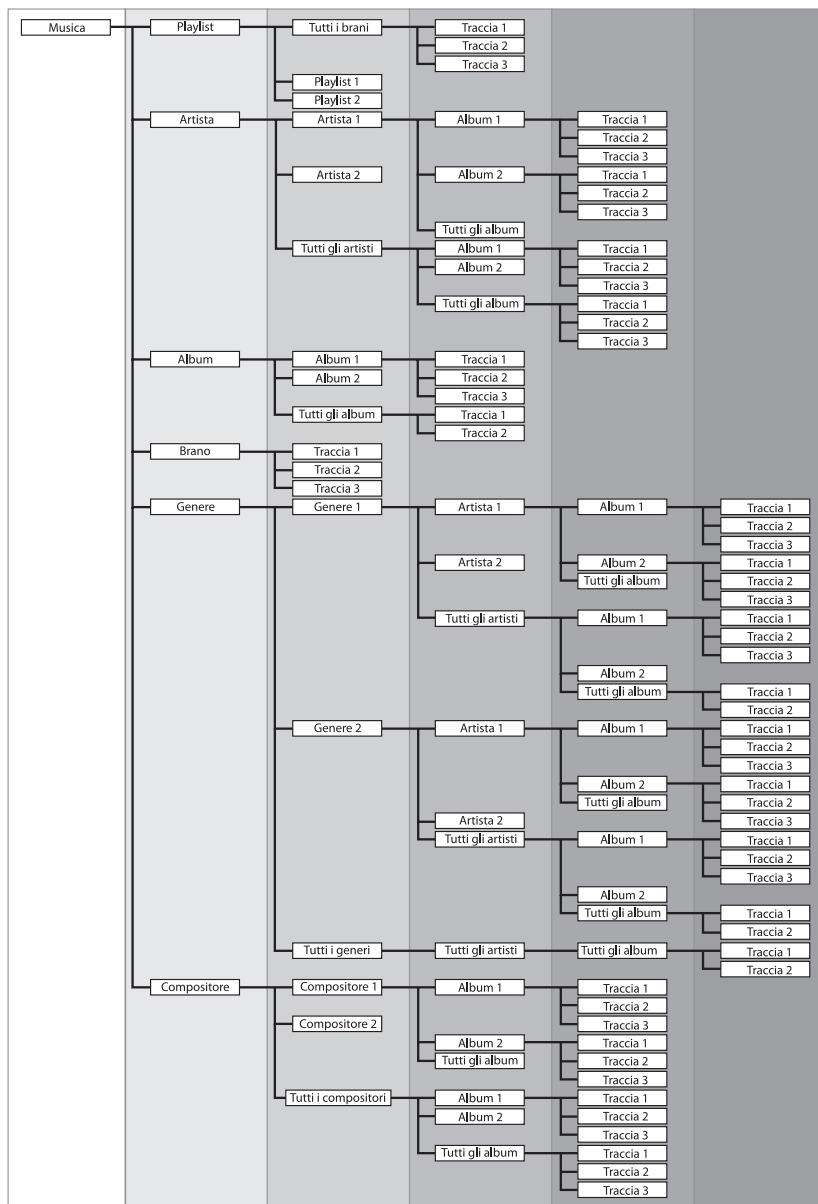 Musica Playlist Tutti i brani Traccia 1
Traccia 2
Traccia 3
Playlist 1
Playlist 2
Artista Artista 1 Album 1 Traccia 1
Traccia 2
Traccia 3
Artista 2 Album 2 Traccia 1
Traccia 2
Traccia 3
Tutti gli album
Tutti gli artisti Album 1 Traccia 1
Album 2 Traccia 2
Traccia 3
Tutti gli album Traccia 1
Traccia 2
Traccia 3
Album Album 1 Traccia 1
Album 2 Traccia 2
Traccia 3
Tutti gli album Traccia 1
Traccia 2
Brano Traccia 1
Traccia 2
Traccia 3
Genere Genere 1 Artista 1 Album 1 Traccia 1
Traccia 2
Traccia 3
Artista 2 Album 2 Traccia 1
Tutti gli album Traccia 2
Traccia 3
Tutti gli artisti Album 1 Traccia 1
Traccia 2
Traccia 3
Album 2
Tutti gli album Traccia 1
Traccia 2
Genere 2 Artista 1 Album 1 Traccia 1
Traccia 2
Traccia 3
Album 2 Traccia 1
Tutti gli album Traccia 2
Artista 2 Traccia 3
Tutti gli artisti Album 1 Traccia 1
Traccia 2
Traccia 3
Album 2
Tutti gli album Traccia 1
Traccia 2
Tutti i generi Tutti gli artisti Tutti gli album Traccia 1
Traccia 2
Compositore Compositore 1 Album 1 Traccia 1
Traccia 2
Compositore 2 Traccia 3
Album 2 Traccia 1
Tutti gli album Traccia 2
Traccia 3
Tutti i compositori Album 1 Traccia 1
Album 2 Traccia 2
Traccia 3
Tutti gli album Traccia 1
Traccia 2
Traccia 3